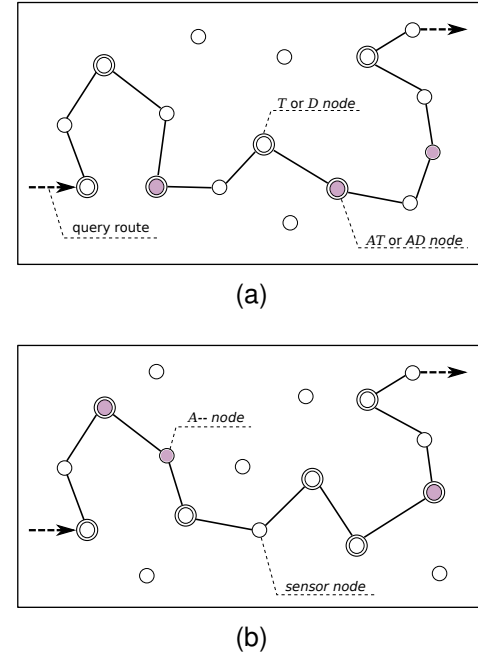 T or D node
query route
AT or AD node
(a)
A-- node
sensor node
(b)